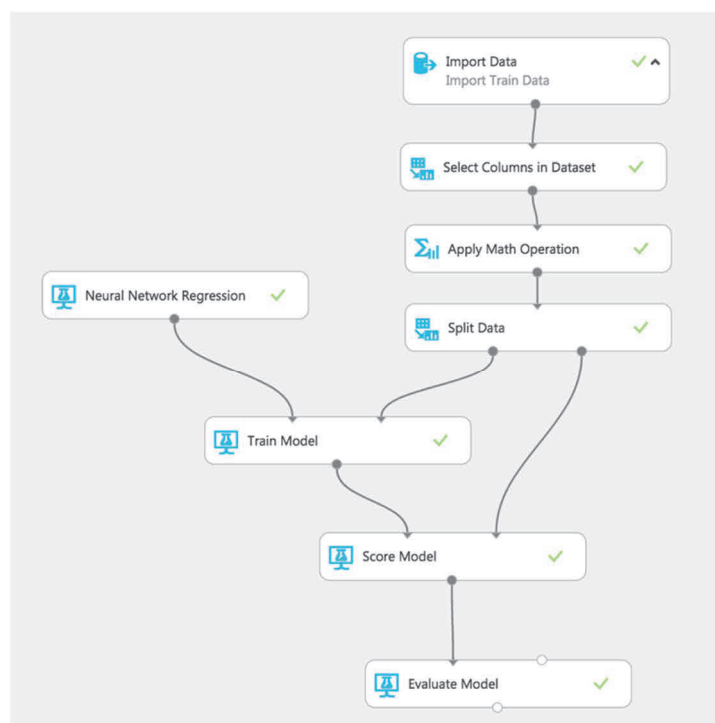 Import Data
Import Train Data
Select Columns in Dataset
Apply Math Operation
Neural Network Regression
Split Data
Train Model
Score Model
Evaluate Model